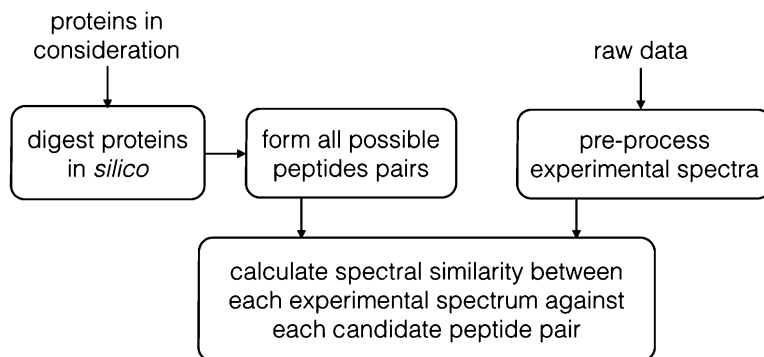 proteins in
consideration
raw data
digest proteins
in silico
form all possible
peptides pairs
pre-process
experimental spectra
calculate spectral similarity between
each experimental spectrum against
each candidate peptide pair